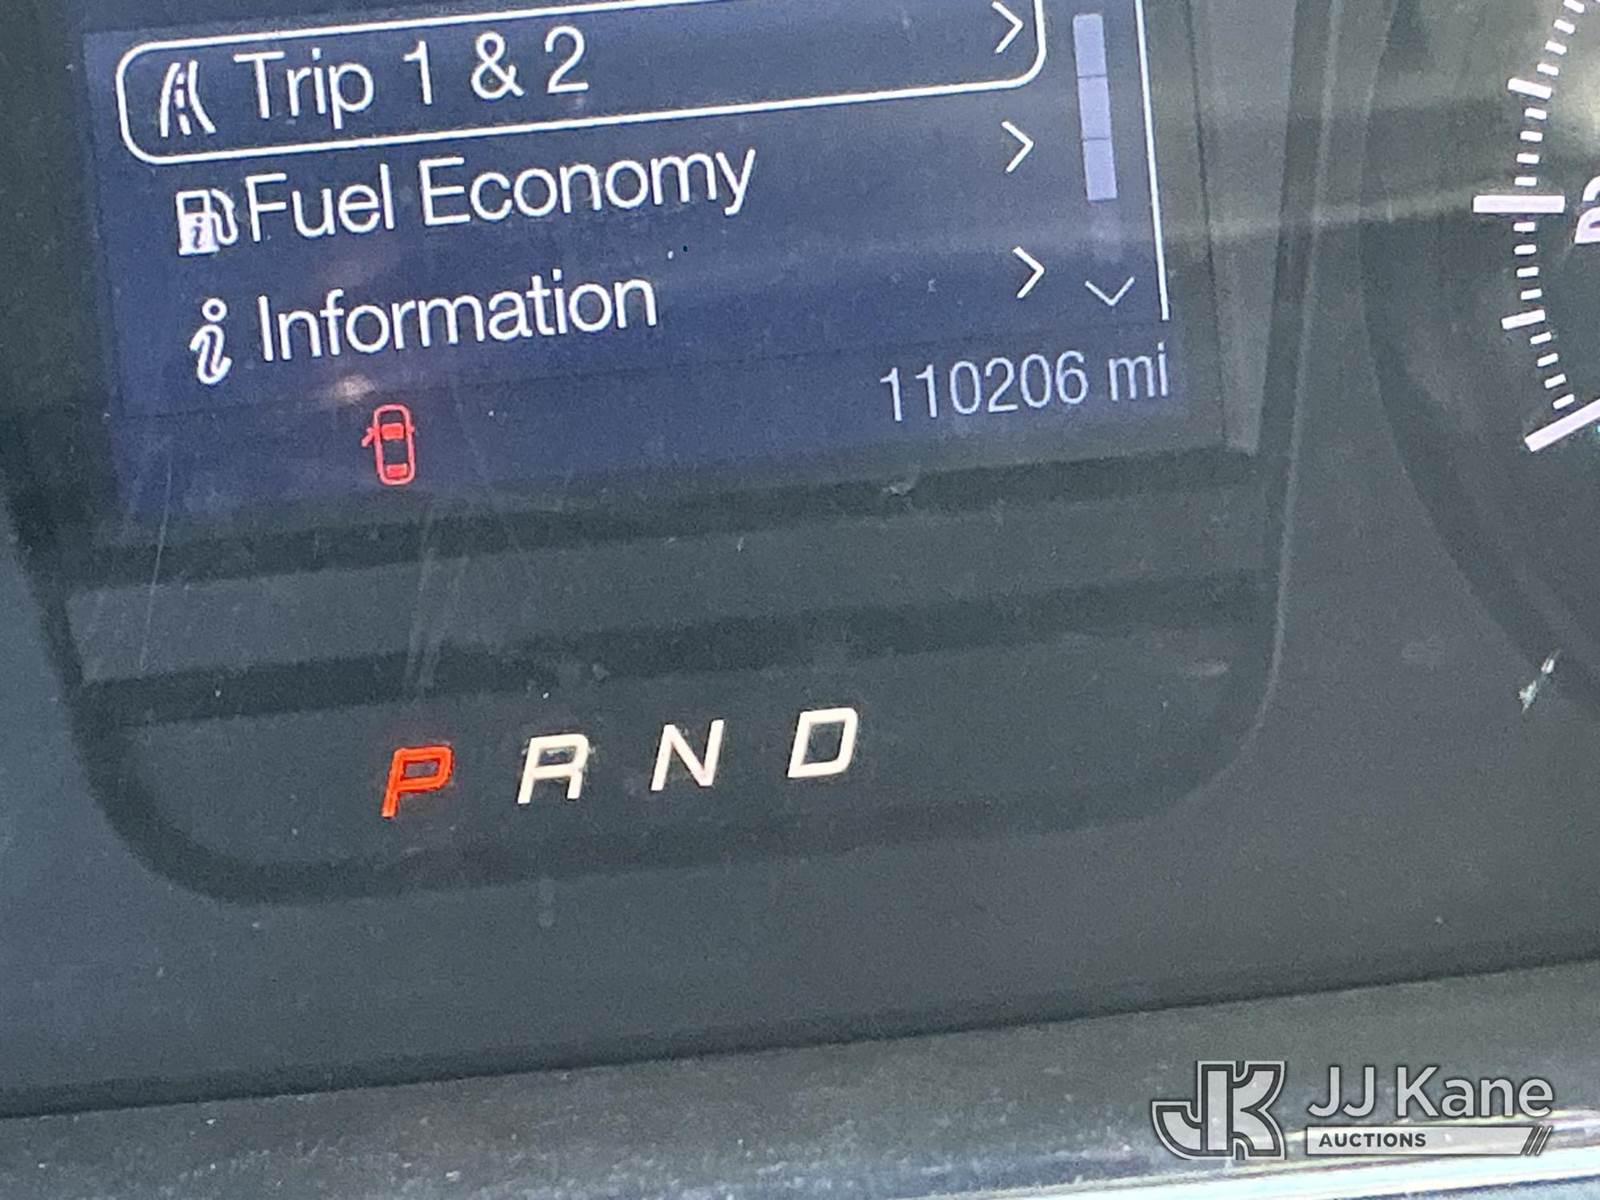 Trip 1 & 2
Fuel Economy
Information
110206 mi
P R N D
JJ Kane
AUCTIONS